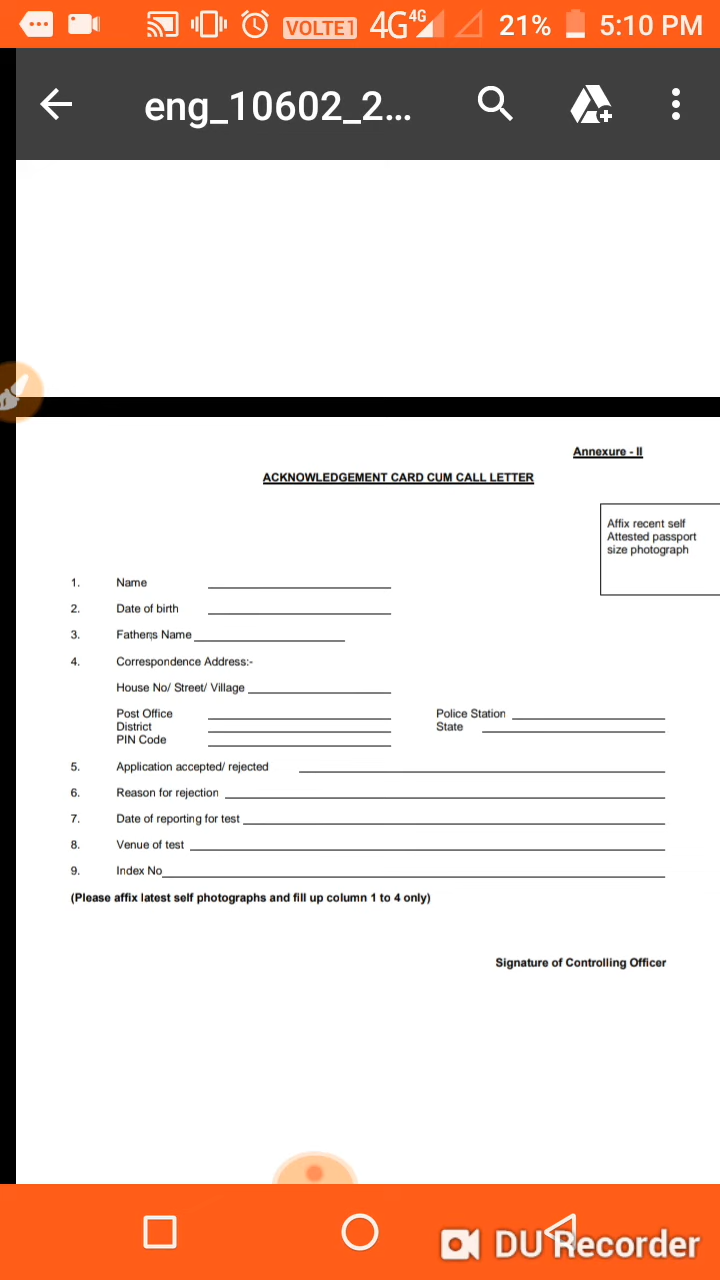 VOLTE1 4G 4G 21% 5:10 PM
eng_10602_2...
Annexure - II
ACKNOWLEDGEMENT CARD CUM CALL LETTER
Affix recent self
Attested passport
size photograph
1. Name
2. Date of birth
3. Fathers Name
4. Correspondence Address:-
House No/ Street/ Village
Post Office Police Station
District State
PIN Code
5. Application accepted/ rejected
6. Reason for rejection
7. Date of reporting for test
8. Venue of test
9. Index No
(Please affix latest self photographs and fill up column 1 to 4 only)
Signature of Controlling Officer
DU Recorder